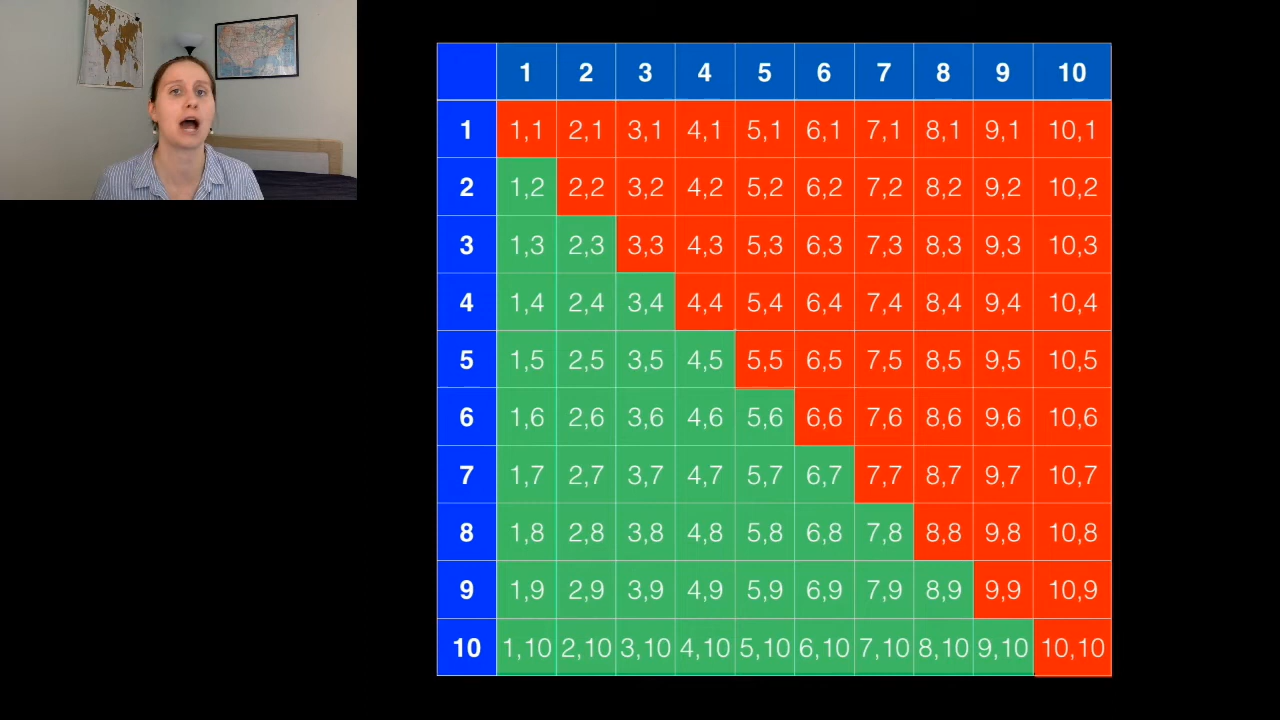 1 2 3 4 5 6 7 8 9 10
1 1,1 2,1 3,1 4,1 5,1 6,1 7,1 8,1 9,1 10,1
2 1,2 2,2 3,2 4,2 5,2 6,2 7,2 8,2 9,2 10,2
3 1,3 2,3 3,3 4,3 5,3 6,3 7,3 8,3 9,3 10,3
4 1,4 2,4 3,4 4,4 5,4 6,4 7,4 8,4 9,4 10,4
5 1,5 2,5 3,5 4,5 5,5 6,5 7,5 8,5 9,5 10,5
6 1,6 2,6 3,6 4,6 5,6 6,6 7,6 8,6 9,6 10,6
7 1,7 2,7 3,7 4,7 5,7 6,7 7,7 8,7 9,7 10,7
8 1,8 2,8 3,8 4,8 5,8 6,8 7,8 8,8 9,8 10,8
9 1,9 2,9 3,9 4,9 5,9 6,9 7,9 8,9 9,9 10,9
10 1,10 2,10 3,10 4,10 5,10 6,10 7,10 8,10 9,10 10,10